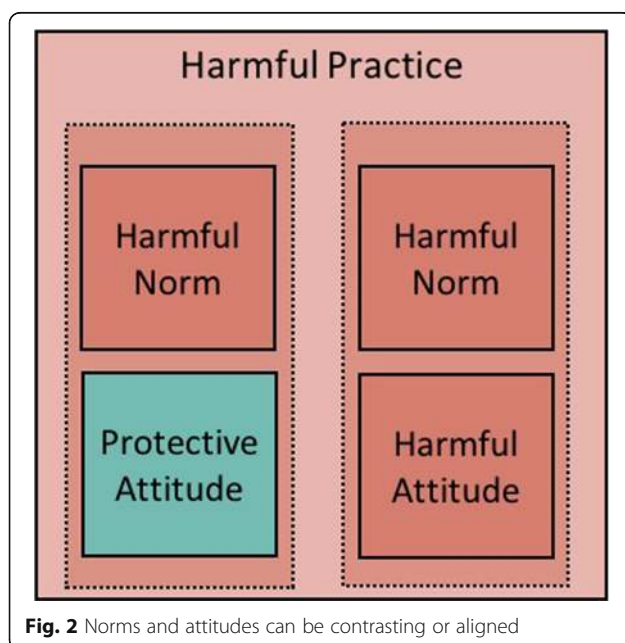 Harmful Practice
Harmful
Norm
Protective
Attitude
Harmful
Norm
Harmful
Attitude
Fig. 2 Norms and attitudes can be contrasting or aligned